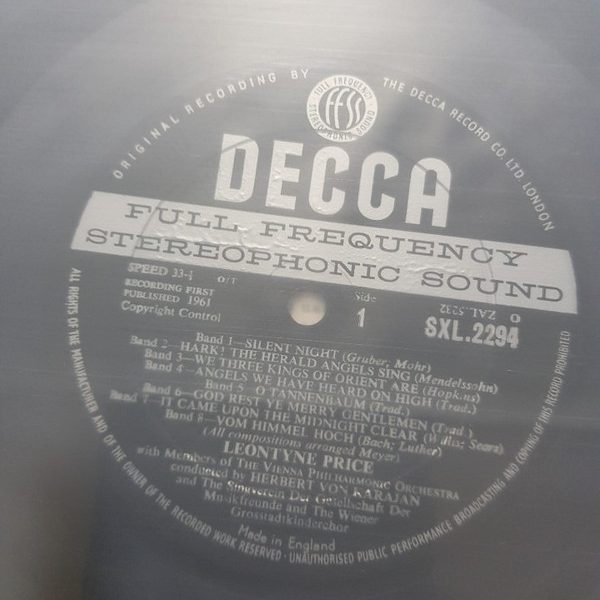 ORIGINAL RECORDING BY
THE DECCA RECORD CO. LTD LONDON
FULL FREQUENCY
FFSS
STEREOPHONIC SOUND
DECCA
FULL FREQUENCY
STEREOPHONIC SOUND
SPEED 33⅓
O/T
RECORDING FIRST
PUBLISHED 1961
Copyright Control
Side
1
O ZAL.5232
SXL.2294
Band 1—SILENT NIGHT (Gruber, Mohr)
Band 2—HARK! THE HERALD ANGELS SING (Mendelssohn)
Band 3—WE THREE KINGS OF ORIENT ARE (Hopkins)
Band 4—ANGELS WE HAVE HEARD ON HIGH (Trad.)
Band 5—O TANNENBAUM (Trad.)
Band 6—GOD REST YE MERRY GENTLEMEN (Trad.)
Band 7—IT CAME UPON THE MIDNIGHT CLEAR (Willis; Sears)
Band 8—VOM HIMMEL HOCH (Bach; Luther)
(All compositions arranged Meyer)
LEONTYNE PRICE
with Members of THE VIENNA PHILHARMONIC ORCHESTRA
conducted by HERBERT VON KARAJAN
and The Singverein Der Gesellschaft Der
Musikfreunde and The Wiener
Grosstadtkinderchor
Made in England
ALL RIGHTS OF THE MANUFACTURER AND OF THE OWNER OF THE RECORDED WORK RESERVED · UNAUTHORISED PUBLIC PERFORMANCE BROADCASTING AND COPYING OF THIS RECORD PROHIBITED